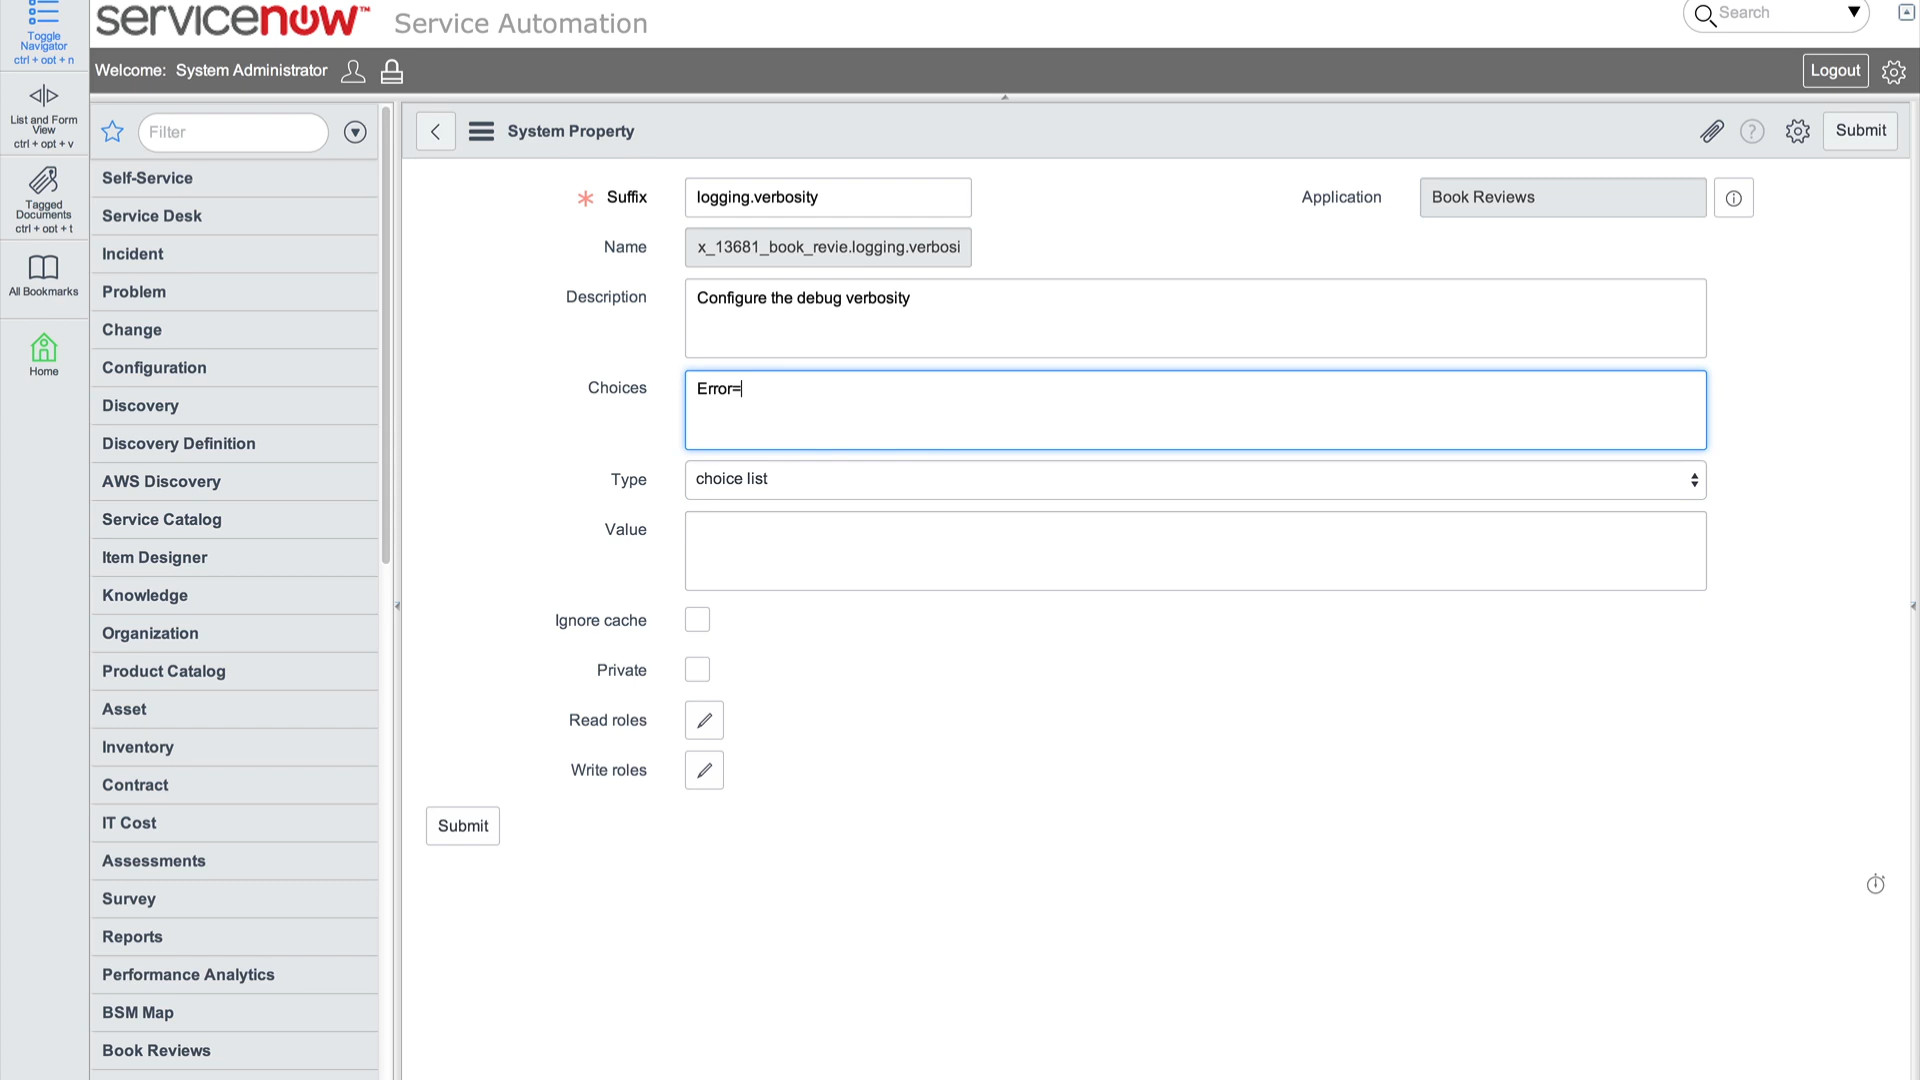 servicenow™ Service Automation
Search
Toggle
Navigator
ctrl + opt + n
Welcome: System Administrator
Logout
List and Form
View
ctrl + opt + v
Tagged
Documents
ctrl + opt + t
All Bookmarks
Home
Filter
Self-Service
Service Desk
Incident
Problem
Change
Configuration
Discovery
Discovery Definition
AWS Discovery
Service Catalog
Item Designer
Knowledge
Organization
Product Catalog
Asset
Inventory
Contract
IT Cost
Assessments
Survey
Reports
Performance Analytics
BSM Map
Book Reviews
System Property
Submit
Suffix logging.verbosity
Application Book Reviews
Name x_13681_book_revie.logging.verbosi
Description Configure the debug verbosity
Choices Error=
Type choice list
Value
Ignore cache
Private
Read roles
Write roles
Submit